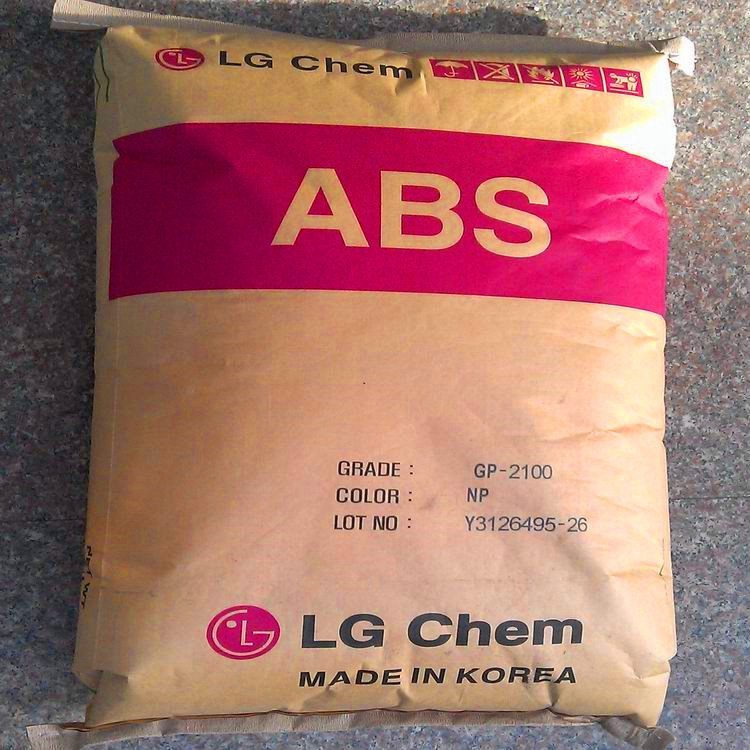 LG Chem
ABS
GRADE : GP-2100
COLOR : NP
LOT NO : Y3126495-26
LG Chem
MADE IN KOREA